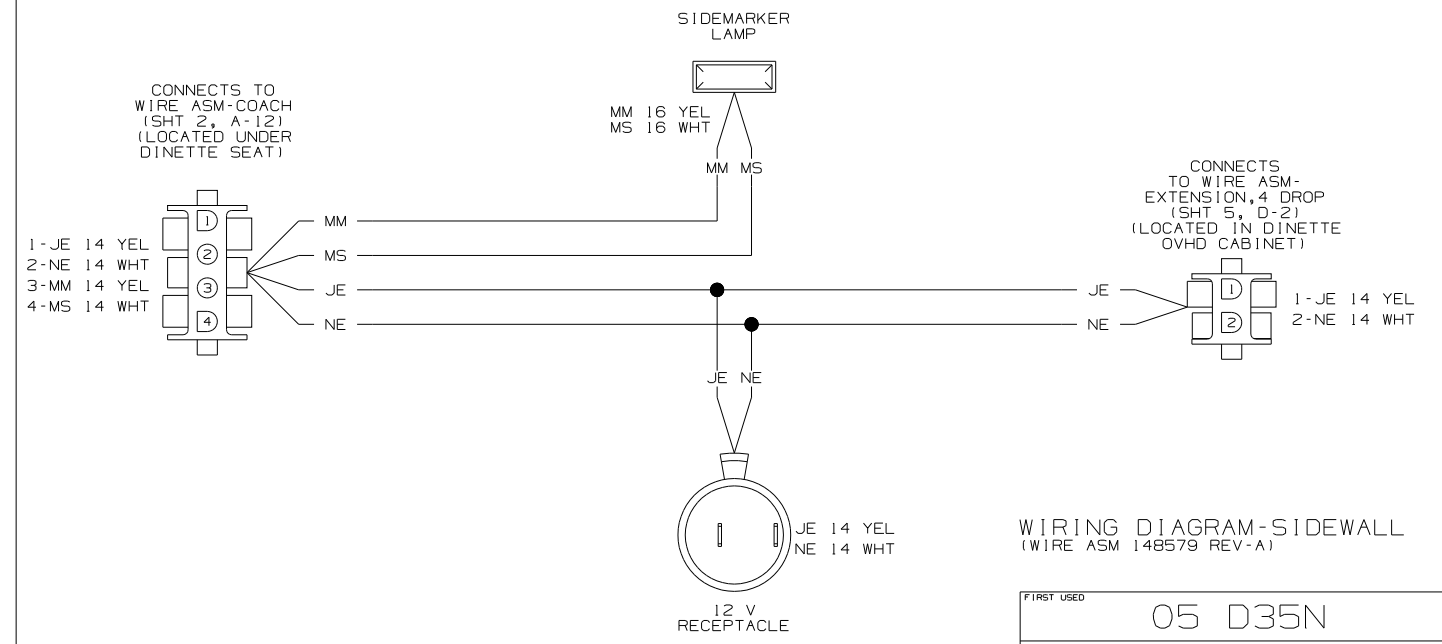 SIDEMARKER
LAMP
CONNECTS TO
WIRE ASM-COACH
(SHT 2, A-12)
(LOCATED UNDER
DINETTE SEAT)
MM 16 YEL
MS 16 WHT
MM MS
CONNECTS
TO WIRE ASM-
EXTENSION,4 DROP
(SHT 5, D-2)
(LOCATED IN DINETTE
OVHD CABINET)
1-JE 14 YEL
2-NE 14 WHT
3-MM 14 YEL
4-MS 14 WHT
1
2
3
4
MM
MS
JE
NE
JE
NE
1
2
1-JE 14 YEL
2-NE 14 WHT
JE NE
JE 14 YEL
NE 14 WHT
12 V
RECEPTACLE
WIRING DIAGRAM-SIDEWALL
(WIRE ASM 148579 REV-A)
FIRST USED
05 D35N